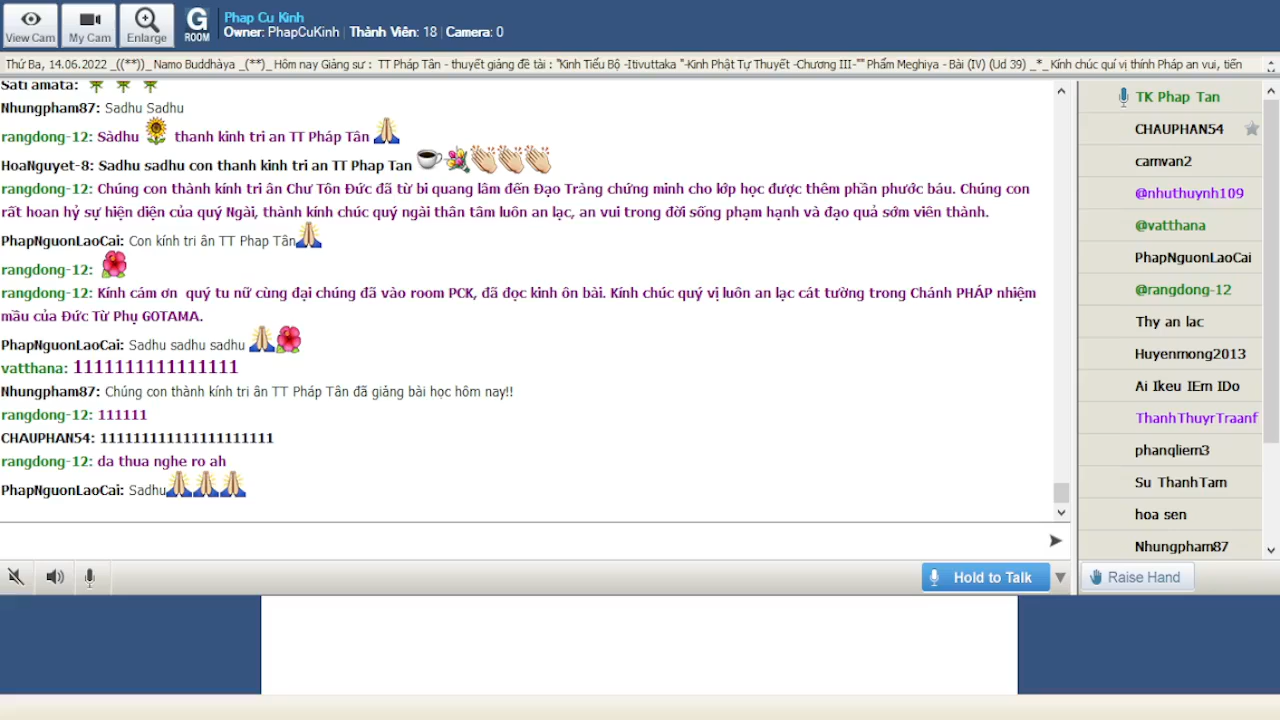 View Cam
My Cam
Enlarge
G
ROOM
Phap Cu Kinh
Owner: PhapCuKinh | Thành Viên: 18 | Camera: 0
Thứ Ba, 14.06.2022 _((**))_ Namo Buddhàya _(**)_ Hôm nay Giảng sư : TT Pháp Tân - thuyết giảng đề tài : "Kinh Tiểu Bộ -Itivuttaka "-Kinh Phật Tự Thuyết -Chương III-"" Phẩm Meghiya - Bài (IV) (Ud 39) _*_ Kính chúc quí vị thính Pháp an vui, tiến
Sati amata:
Nhungpham87: Sadhu Sadhu
rangdong-12: Sàdhu thanh kinh tri an TT Pháp Tân
HoaNguyet-8: Sadhu sadhu con thanh kinh tri an TT Phap Tan
rangdong-12: Chúng con thành kính tri ân Chư Tôn Đức đã từ bi quang lâm đến Đạo Tràng chứng minh cho lớp học được thêm phần phước báu. Chúng con
rất hoan hỷ sự hiện diện của quý Ngài, thành kính chúc quý ngài thân tâm luôn an lạc, an vui trong đời sống phạm hạnh và đạo quả sớm viên thành.
PhapNguonLaoCai: Con kính tri ân TT Phap Tân
rangdong-12:
rangdong-12: Kính cám ơn quý tu nữ cùng đại chúng đã vào room PCK, đã đọc kinh ôn bài. Kính chúc quý vị luôn an lạc cát tường trong Chánh PHÁP nhiệm
mầu của Đức Từ Phụ GOTAMA.
PhapNguonLaoCai: Sadhu sadhu sadhu
vatthana: 1111111111111111
Nhungpham87: Chúng con thành kính tri ân TT Pháp Tân đã giảng bài học hôm nay!!
rangdong-12: 111111
CHAUPHAN54: 111111111111111111111
rangdong-12: da thua nghe ro ah
PhapNguonLaoCai: Sadhu
TK Phap Tan
CHAUPHAN54
camvan2
@nhuthuynh109
@vatthana
PhapNguonLaoCai
@rangdong-12
Thy an lac
Huyenmong2013
Ai Ikeu IEm IDo
ThanhThuyrTraanf
phanqliem3
Su ThanhTam
hoa sen
Nhungpham87
Hold to Talk
Raise Hand